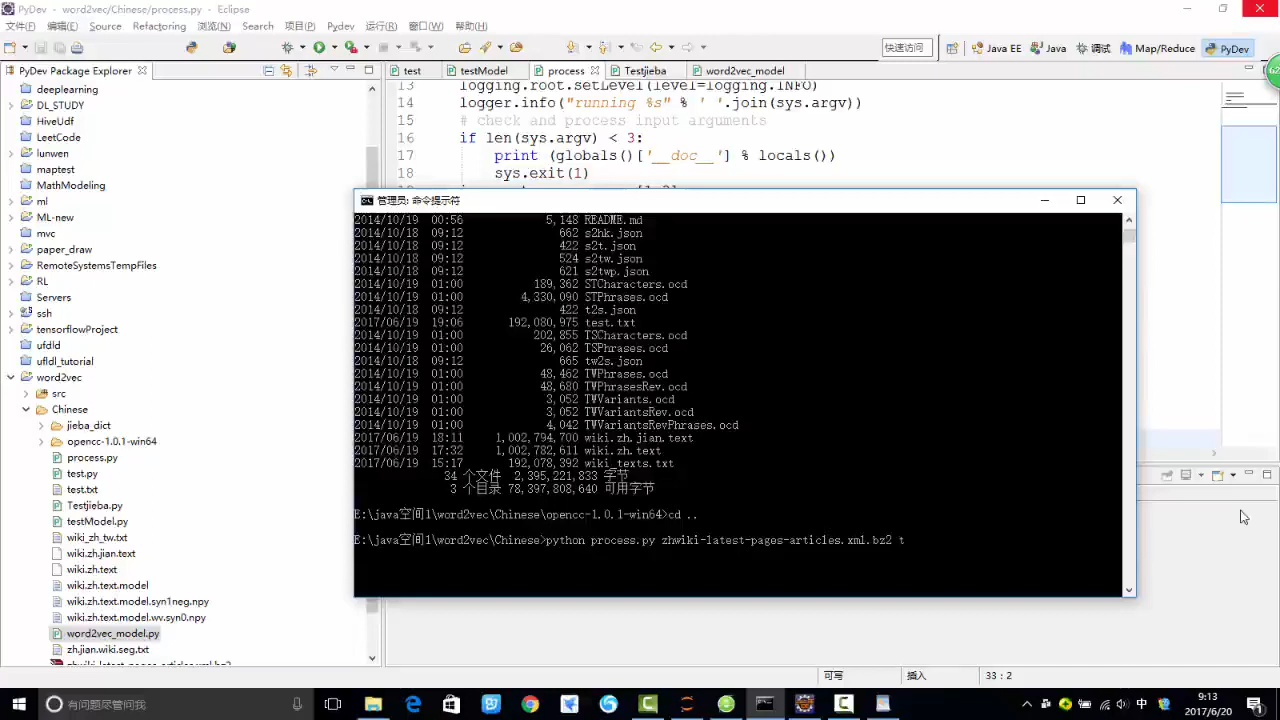 PyDev - word2vec/Chinese/process.py - Eclipse
文件(F) 编辑(E) Source Refactoring 浏览(N) Search 项目(P) Pydev 运行(R) 窗口(W) 帮助(H)
快速访问 Java EE Java 调试 Map/Reduce PyDev
PyDev Package Explorer
test testModel process Testjieba word2vec_model
deeplearning
DL_STUDY
HiveUdf
LeetCode
lunwen
maptest
MathModeling
ml
ML-new
mvc
paper_draw
RemoteSystemsTempFiles
RL
Servers
ssh
tensorflowProject
ufdld
ufldl_tutorial
word2vec
src
Chinese
jieba_dict
opencc-1.0.1-win64
process.py
test.py
test.txt
Testjieba.py
testModel.py
wiki_zh_tw.txt
wiki.zh.jian.text
wiki.zh.text
wiki.zh.text.model
wiki.zh.text.model.syn1neg.npy
wiki.zh.text.model.wv.syn0.npy
word2vec_model.py
zh.jian.wiki.seg.txt
zhwiki-latest-pages-articles.xml.bz2
13 logging.root.setLevel(level=logging.INFO)
14 logger.info("running %s" % ' '.join(sys.argv))
15 # check and process input arguments
16 if len(sys.argv) < 3:
17 print (globals()['__doc__'] % locals())
18 sys.exit(1)
管理员: 命令提示符
2014/10/19 00:56 5,148 README.md
2014/10/18 09:12 662 s2hk.json
2014/10/18 09:12 422 s2t.json
2014/10/18 09:12 524 s2tw.json
2014/10/18 09:12 621 s2twp.json
2014/10/19 01:00 189,362 STCharacters.ocd
2014/10/19 01:00 4,330,090 STPhrases.ocd
2014/10/18 09:12 422 t2s.json
2017/06/19 19:06 192,080,975 test.txt
2014/10/19 01:00 202,855 TSCharacters.ocd
2014/10/19 01:00 26,062 TSPhrases.ocd
2014/10/18 09:12 665 tw2s.json
2014/10/19 01:00 48,462 TWPhrases.ocd
2014/10/19 01:00 48,680 TWPhrasesRev.ocd
2014/10/19 01:00 3,052 TWVariants.ocd
2014/10/19 01:00 3,052 TWVariantsRev.ocd
2014/10/19 01:00 4,042 TWVariantsRevPhrases.ocd
2017/06/19 18:11 1,002,794,700 wiki.zh.jian.text
2017/06/19 17:32 1,002,782,611 wiki.zh.text
2017/06/19 15:17 192,078,392 wiki_texts.txt
34 个文件 2,395,221,833 字节
3 个目录 78,397,808,640 可用字节
E:\java空间1\word2vec\Chinese\opencc-1.0.1-win64>cd ..
E:\java空间1\word2vec\Chinese>python process.py zhwiki-latest-pages-articles.xml.bz2 t
可写 插入 33 : 2
有问题尽管问我
中
9:13
2017/6/20